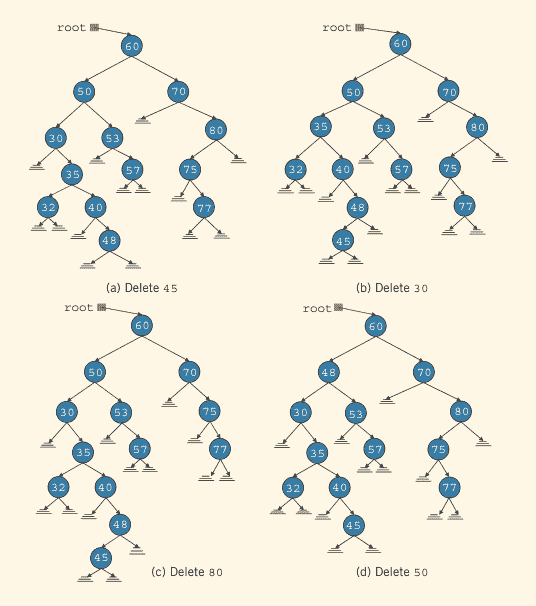 root
60
50 70
30 53 80
35 57 75
32 40 77
48
(a) Delete 45
root
60
50 70
35 53 80
32 40 57 75
48 77
45
(b) Delete 30
root
60
50 70
30 53 75
35 57 77
32 40
48
45
(c) Delete 80
root
60
48 70
30 53 80
35 57 75
32 40 77
45
(d) Delete 50